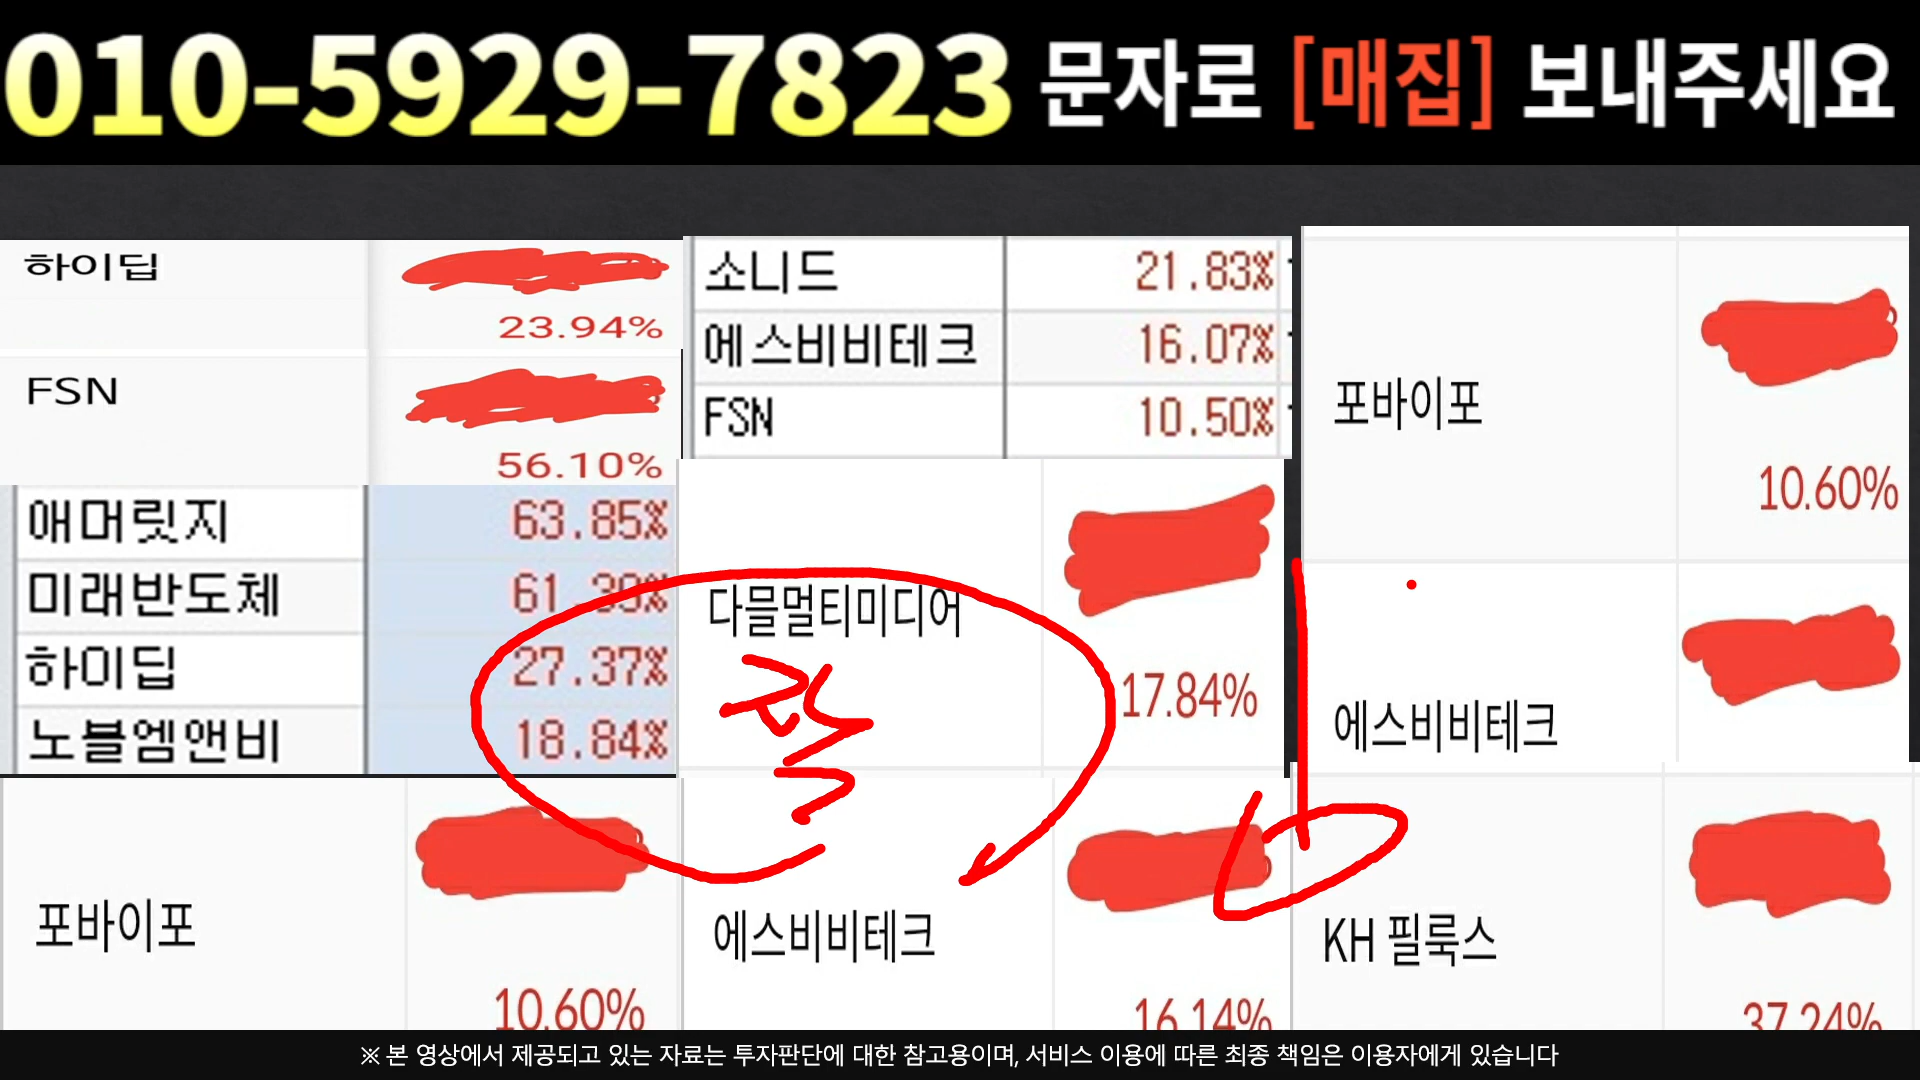 010-5929-7823 문자로 [매집] 보내주세요
하이딥
23.94%
FSN
56.10%
애머릿지 63.85%
미래반도체 61.39%
하이딥 27.37%
노블엠앤비 18.84%
소니드 21.83%
에스비비테크 16.07%
FSN 10.50%
다믈멀티미디어
17.84%
포바이포
10.60%
에스비비테크
포바이포
10.60%
에스비비테크
16.14%
KH 필룩스
37.24%
※ 본 영상에서 제공되고 있는 자료는 투자판단에 대한 참고용이며, 서비스 이용에 따른 최종 책임은 이용자에게 있습니다